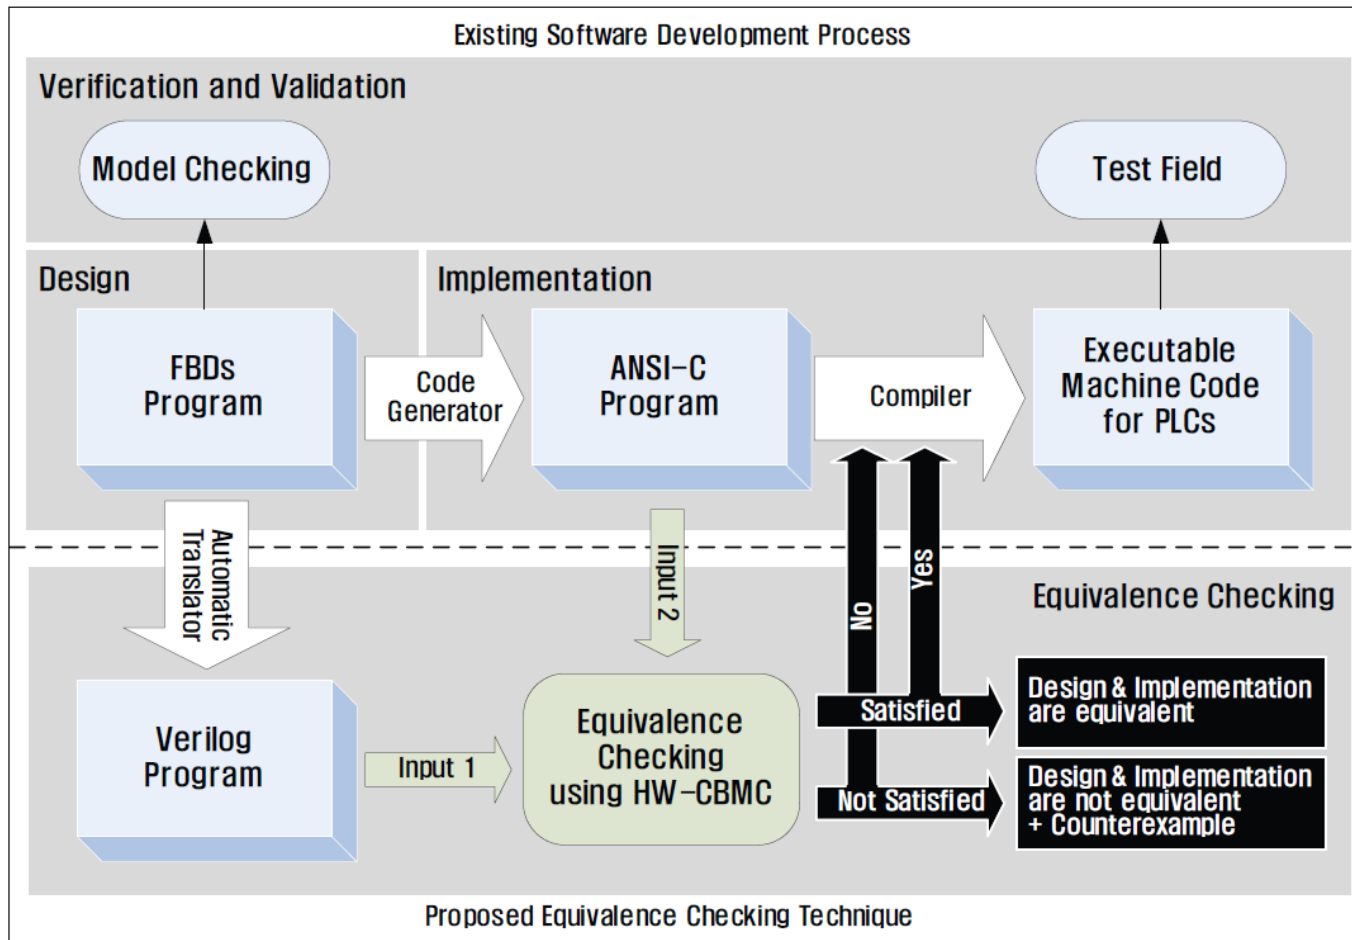 Existing Software Development Process
Verification and Validation
Model Checking
Test Field
Design
Implementation
FBDs
Program
Code
Generator
ANSI-C
Program
Compiler
Executable
Machine Code
for PLCs
Automatic
Translator
Input 2
No
Yes
Equivalence Checking
Verilog
Program
Input 1
Equivalence
Checking
using HW-CBMC
Satisfied
Design & Implementation
are equivalent
Not Satisfied
Design & Implementation
are not equivalent
+ Counterexample
Proposed Equivalence Checking Technique